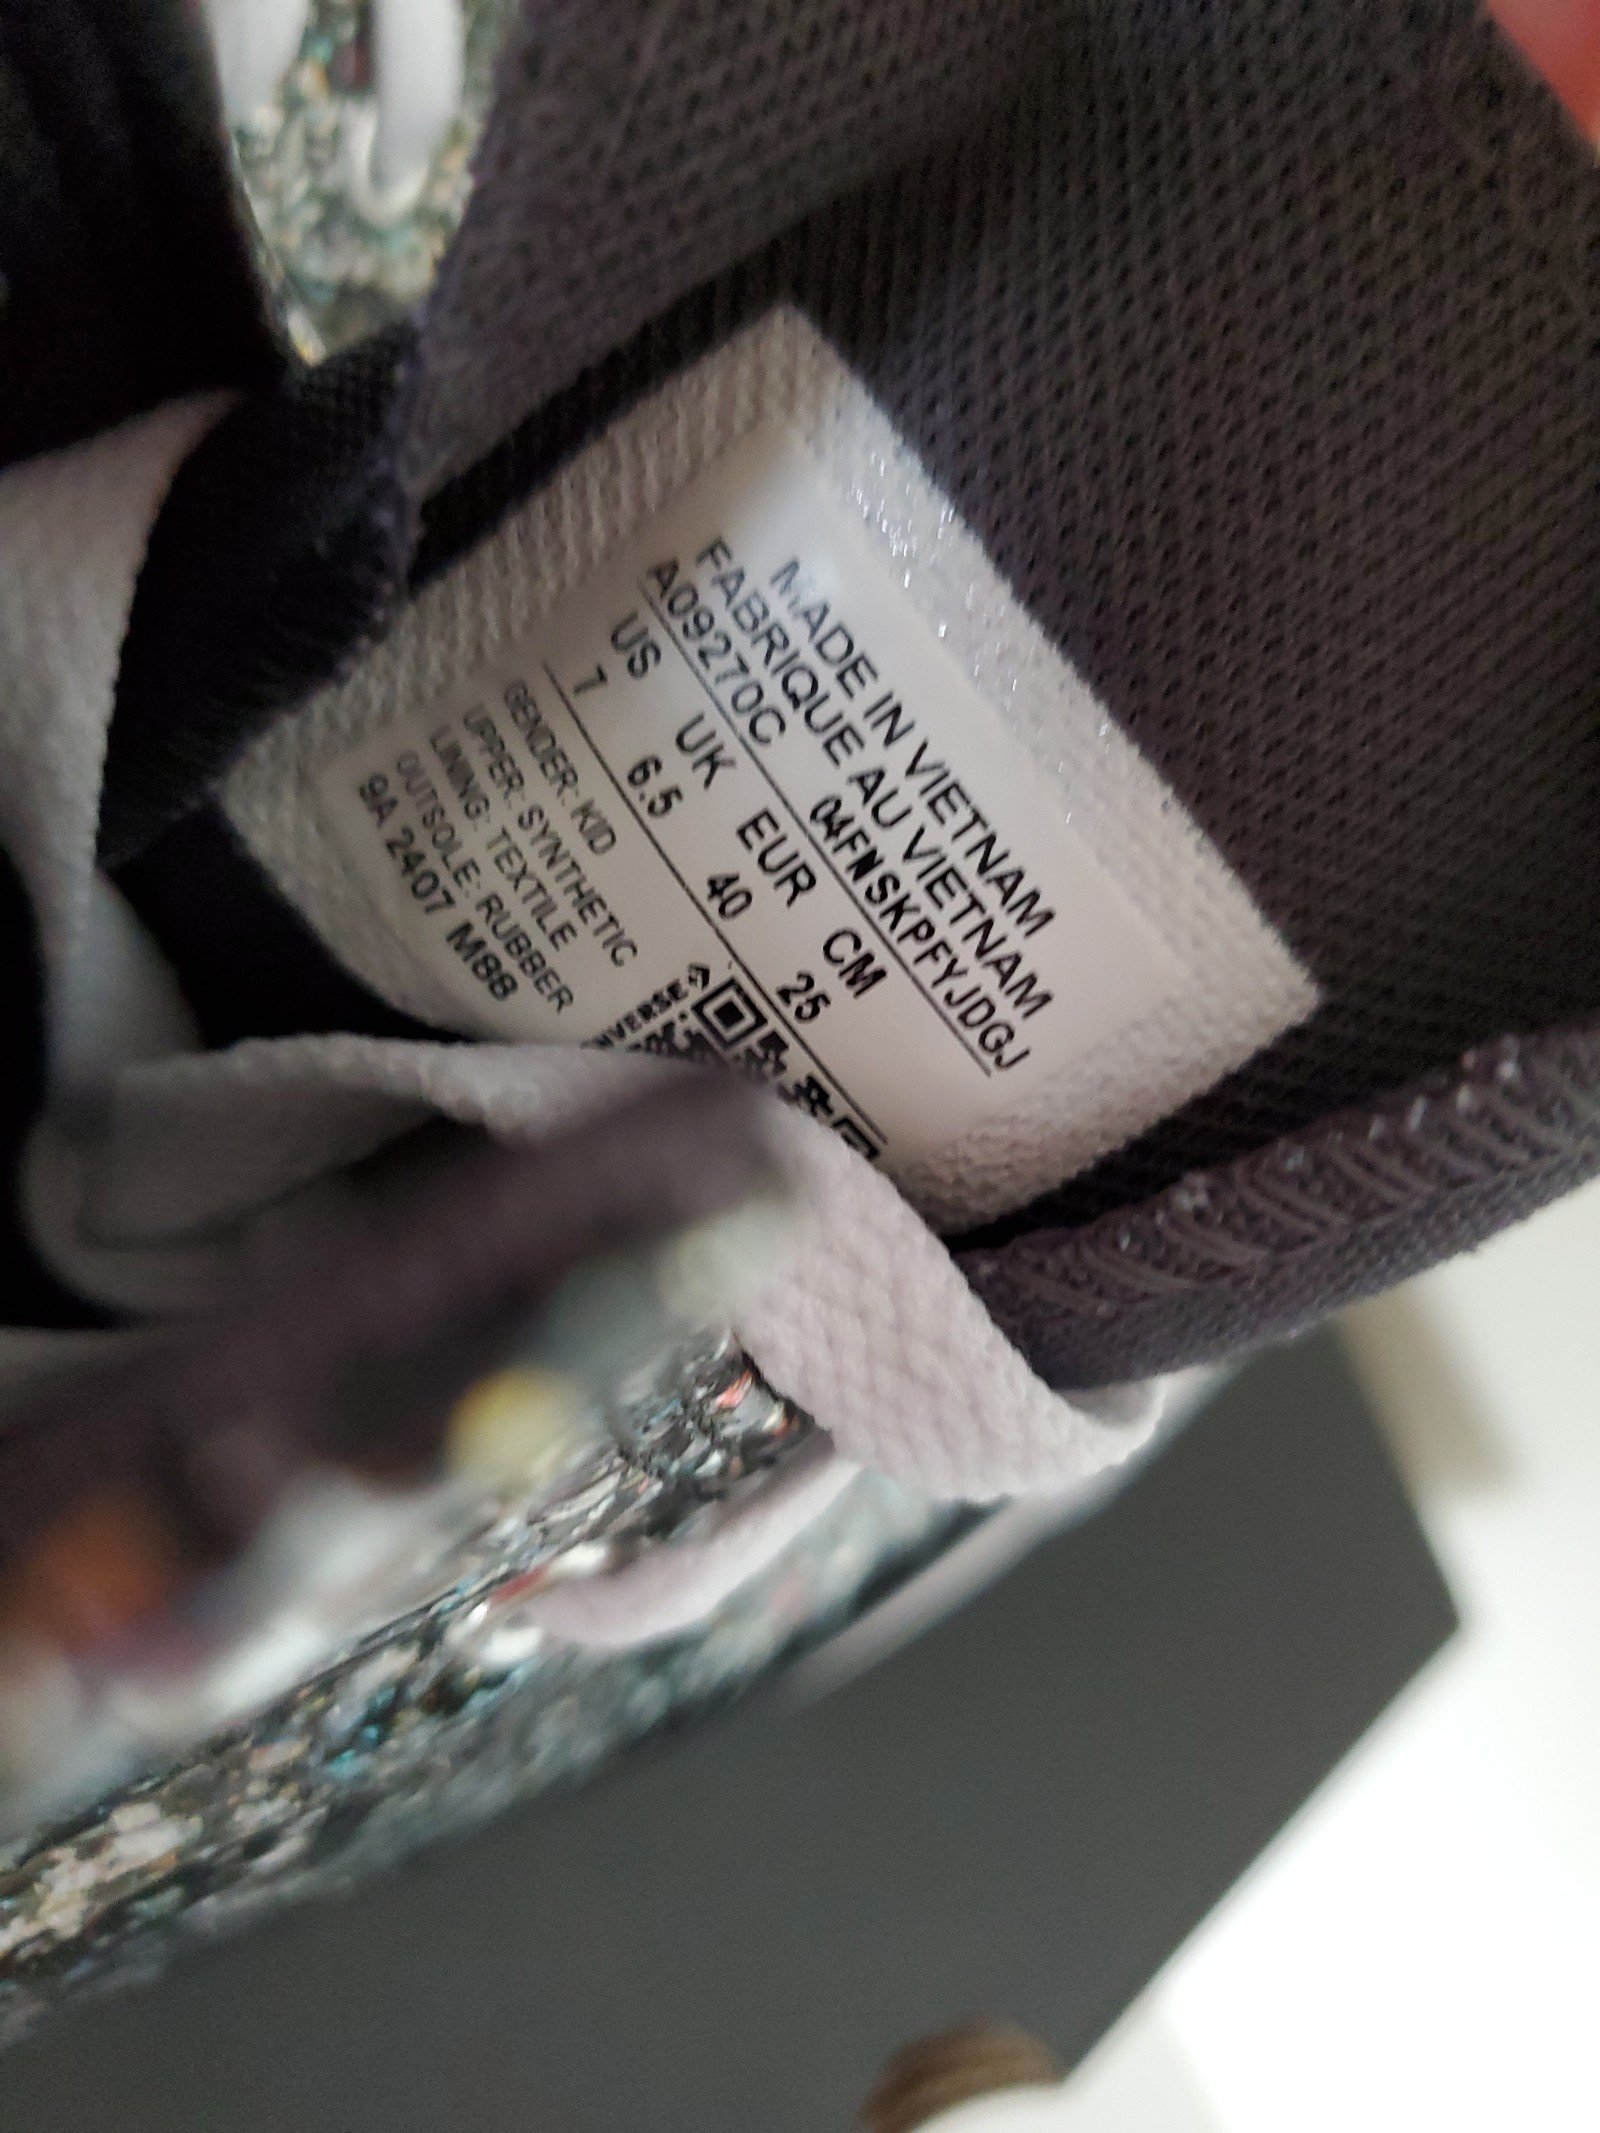 MADE IN VIETNAM
FABRIQUE AU VIETNAM
A09270C 04FNSKPFYJDGJ
US UK EUR CM
7 6.5 40 25
GENDER: KID
UPPER: SYNTHETIC
LINING: TEXTILE
OUTSOLE: RUBBER
9A 2407 M88